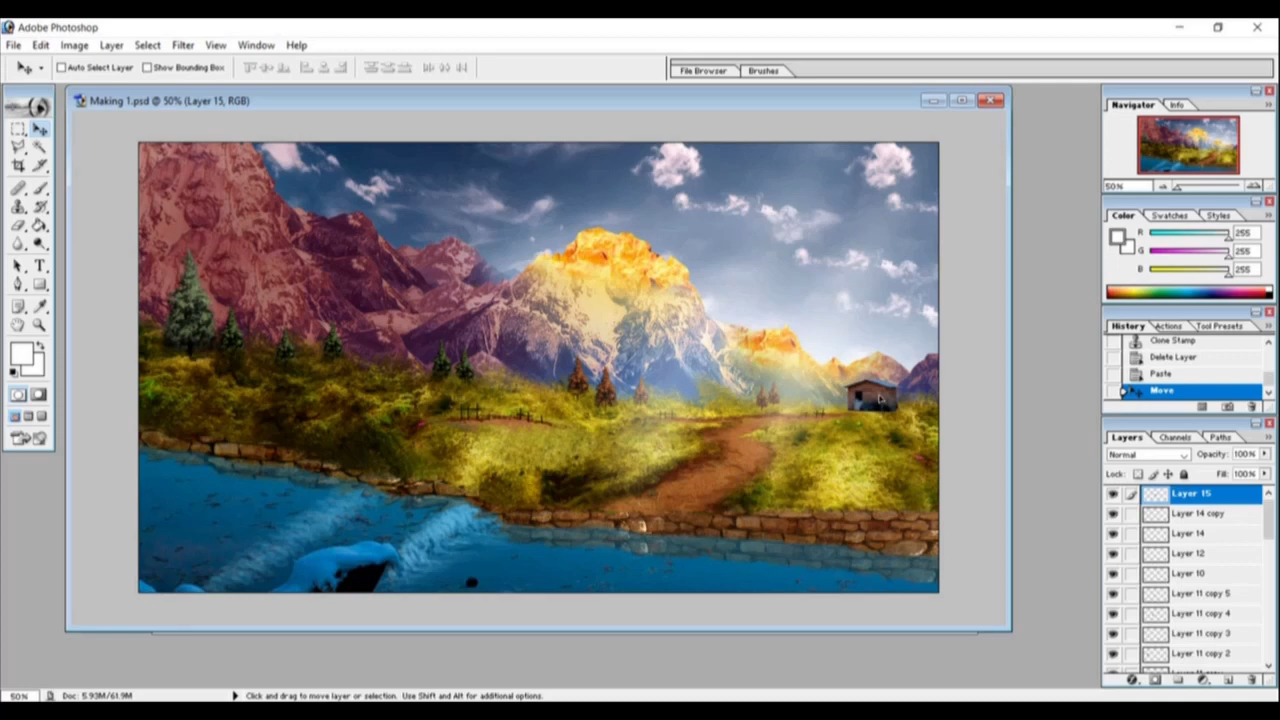 Adobe Photoshop
File Edit Image Layer Select Filter View Window Help
Auto Select Layer Show Bounding Box
File Browser Brushes
Making 1.psd @ 50% (Layer 15, RGB)
Navigator Info
50%
Color Swatches Styles
R 255
G 255
B 255
History Actions Tool Presets
Clone Stamp
Delete Layer
Paste
Move
Layers Channels Paths
Normal Opacity: 100%
Lock: Fill: 100%
Layer 15
Layer 14 copy
Layer 14
Layer 12
Layer 10
Layer 11 copy 5
Layer 11 copy 4
Layer 11 copy 3
Layer 11 copy 2
50% Doc: 5.93M/61.9M Click and drag to move layer or selection. Use Shift and Alt for additional options.